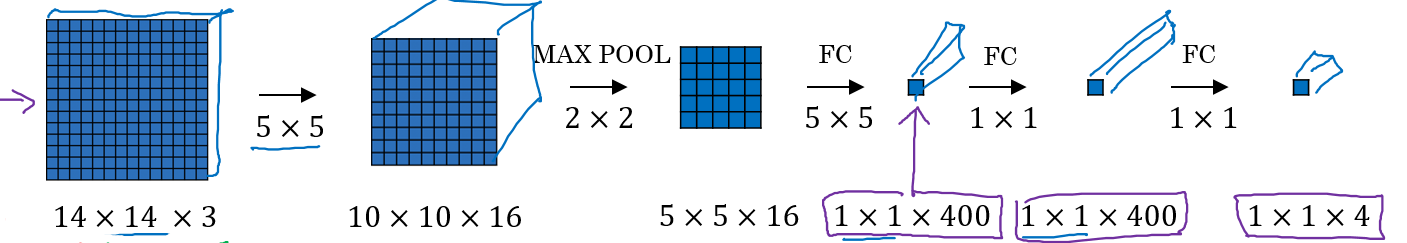 MAX POOL FC FC FC
5 × 5 2 × 2 5 × 5 1 × 1 1 × 1
14 × 14 × 3 10 × 10 × 16 5 × 5 × 16 1 × 1 × 400 1 × 1 × 400 1 × 1 × 4